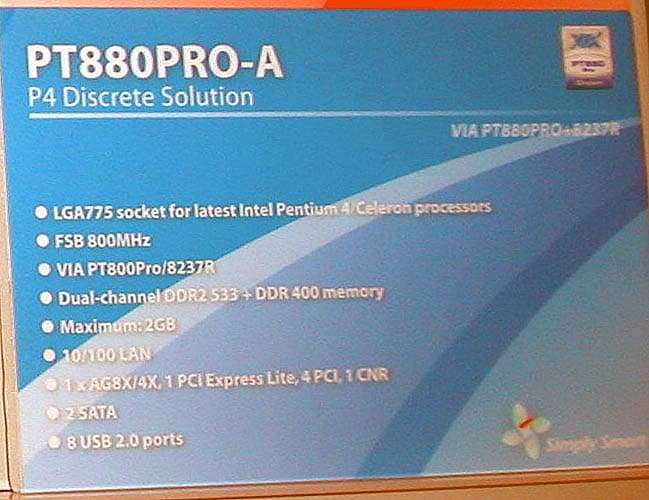 PT880PRO-A
P4 Discrete Solution
PT880
Pro
VIA PT880PRO+8237R
● LGA775 socket for latest Intel Pentium 4/Celeron processors
● FSB 800MHz
● VIA PT800Pro/8237R
● Dual-channel DDR2 533 + DDR 400 memory
● Maximum: 2GB
● 10/100 LAN
● 1 x AG8X/4X, 1 PCI Express Lite, 4 PCI, 1 CNR
● 2 SATA
● 8 USB 2.0 ports
Simply Smart